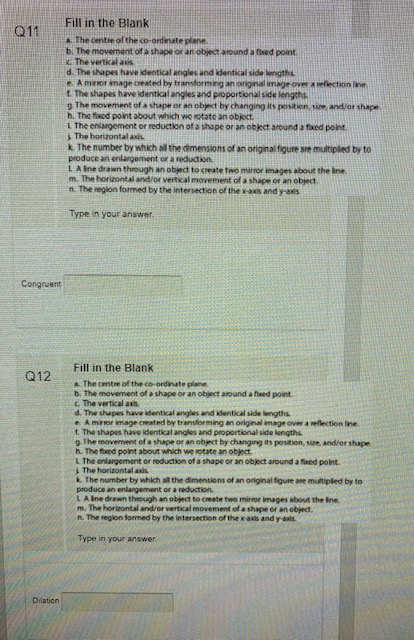 Q11
Fill in the Blank
a. The centre of the co-ordinate plane.
b. The movement of a shape or an object around a fixed point.
c. The vertical axis.
d. The shapes have identical angles and identical side lengths.
e. A mirror image created by transforming an original image over a reflection line.
f. The shapes have identical angles and proportional side lengths.
g. The movement of a shape or an object by changing its position, size, and/or shape.
h. The fixed point about which we rotate an object.
i. The enlargement or reduction of a shape or an object around a fixed point.
j. The horizontal axis.
k. The number by which all the dimensions of an original figure are multiplied by to
produce an enlargement or a reduction.
l. A line drawn through an object to create two mirror images about the line.
m. The horizontal and/or vertical movement of a shape or an object.
n. The region formed by the intersection of the x-axis and y-axis.
Type in your answer.
Congruent
Q12
Fill in the Blank
a. The centre of the co-ordinate plane.
b. The movement of a shape or an object around a fixed point.
c. The vertical axis.
d. The shapes have identical angles and identical side lengths.
e. A mirror image created by transforming an original image over a reflection line.
f. The shapes have identical angles and proportional side lengths.
g. The movement of a shape or an object by changing its position, size, and/or shape.
h. The fixed point about which we rotate an object.
i. The enlargement or reduction of a shape or an object around a fixed point.
j. The horizontal axis.
k. The number by which all the dimensions of an original figure are multiplied by to
produce an enlargement or a reduction.
l. A line drawn through an object to create two mirror images about the line.
m. The horizontal and/or vertical movement of a shape or an object.
n. The region formed by the intersection of the x-axis and y-axis.
Type in your answer.
Dilation